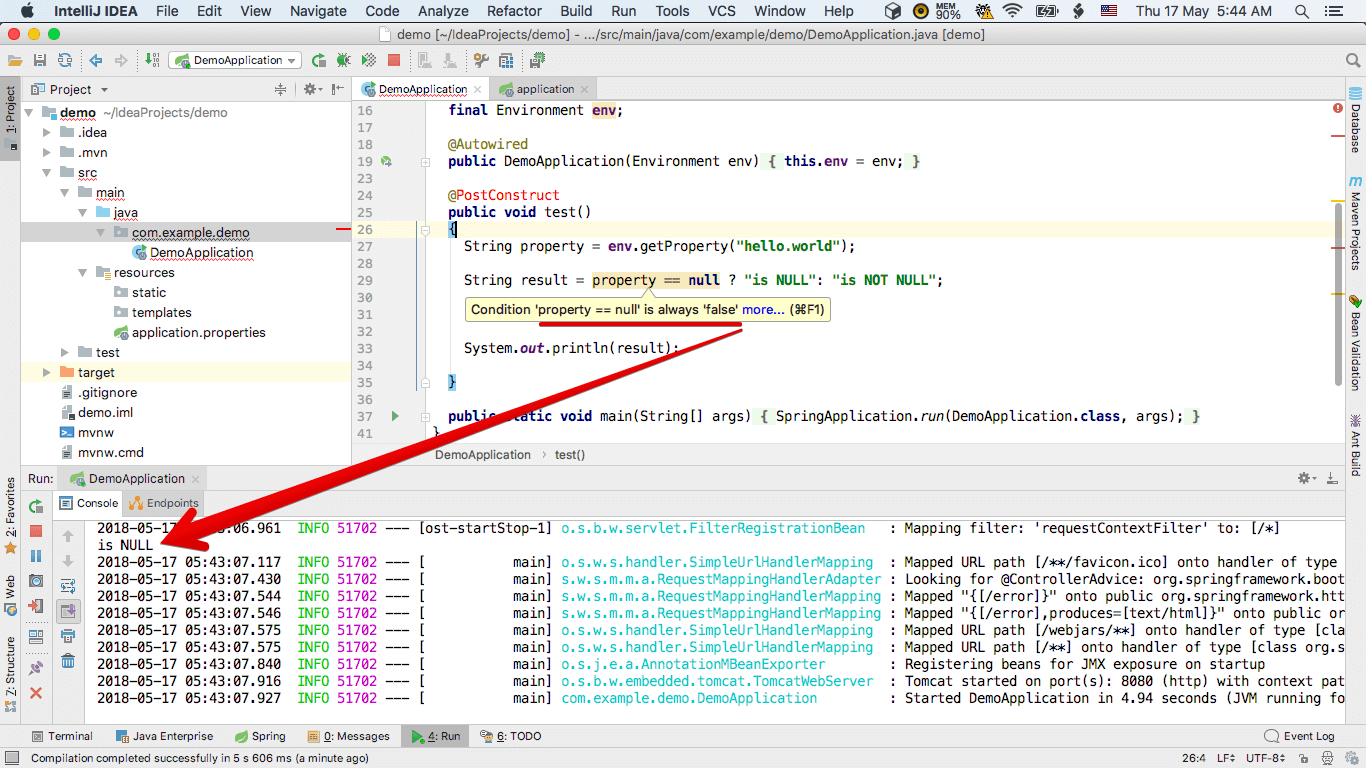 IntelliJ IDEA File Edit View Navigate Code Analyze Refactor Build Run Tools VCS Window Help MEM 90% Thu 17 May 5:44 AM
demo [~/IdeaProjects/demo] - .../src/main/java/com/example/demo/DemoApplication.java [demo]
DemoApplication
Project
DemoApplication
application
1: Project
demo ~/IdeaProjects/demo
.idea
.mvn
src
main
java
com.example.demo
DemoApplication
resources
static
templates
application.properties
test
target
.gitignore
demo.iml
mvnw
mvnw.cmd
16 final Environment env;
17
18 @Autowired
19 public DemoApplication(Environment env) { this.env = env; }
23
24 @PostConstruct
25 public void test()
26 {
27 String property = env.getProperty("hello.world");
28
29 String result = property == null ? "is NULL": "is NOT NULL";
30
Condition 'property == null' is always 'false' more... (⌘F1)
31
32
33 System.out.println(result);
34
35 }
36
37 public static void main(String[] args) { SpringApplication.run(DemoApplication.class, args); }
41 }
DemoApplication › test()
Database
Maven Projects
Bean Validation
Ant Build
Run: DemoApplication
Console Endpoints
2: Favorites
Web
Z: Structure
2018-05-17 05:43:06.961 INFO 51702 --- [ost-startStop-1] o.s.b.w.servlet.FilterRegistrationBean : Mapping filter: 'requestContextFilter' to: [/*]
is NULL
2018-05-17 05:43:07.117 INFO 51702 --- [ main] o.s.w.s.handler.SimpleUrlHandlerMapping : Mapped URL path [/**/favicon.ico] onto handler of type
2018-05-17 05:43:07.430 INFO 51702 --- [ main] s.w.s.m.m.a.RequestMappingHandlerAdapter : Looking for @ControllerAdvice: org.springframework.boot
2018-05-17 05:43:07.544 INFO 51702 --- [ main] s.w.s.m.m.a.RequestMappingHandlerMapping : Mapped "{[/error]}" onto public org.springframework.htt
2018-05-17 05:43:07.546 INFO 51702 --- [ main] s.w.s.m.m.a.RequestMappingHandlerMapping : Mapped "{[/error],produces=[text/html]}" onto public or
2018-05-17 05:43:07.575 INFO 51702 --- [ main] o.s.w.s.handler.SimpleUrlHandlerMapping : Mapped URL path [/webjars/**] onto handler of type [cla
2018-05-17 05:43:07.575 INFO 51702 --- [ main] o.s.w.s.handler.SimpleUrlHandlerMapping : Mapped URL path [/**] onto handler of type [class org.s
2018-05-17 05:43:07.840 INFO 51702 --- [ main] o.s.j.e.a.AnnotationMBeanExporter : Registering beans for JMX exposure on startup
2018-05-17 05:43:07.916 INFO 51702 --- [ main] o.s.b.w.embedded.tomcat.TomcatWebServer : Tomcat started on port(s): 8080 (http) with context pat
2018-05-17 05:43:07.927 INFO 51702 --- [ main] com.example.demo.DemoApplication : Started DemoApplication in 4.94 seconds (JVM running fo
Terminal Java Enterprise Spring 0: Messages 4: Run 6: TODO Event Log
Compilation completed successfully in 5 s 606 ms (a minute ago) 26:4 LF÷ UTF-8÷